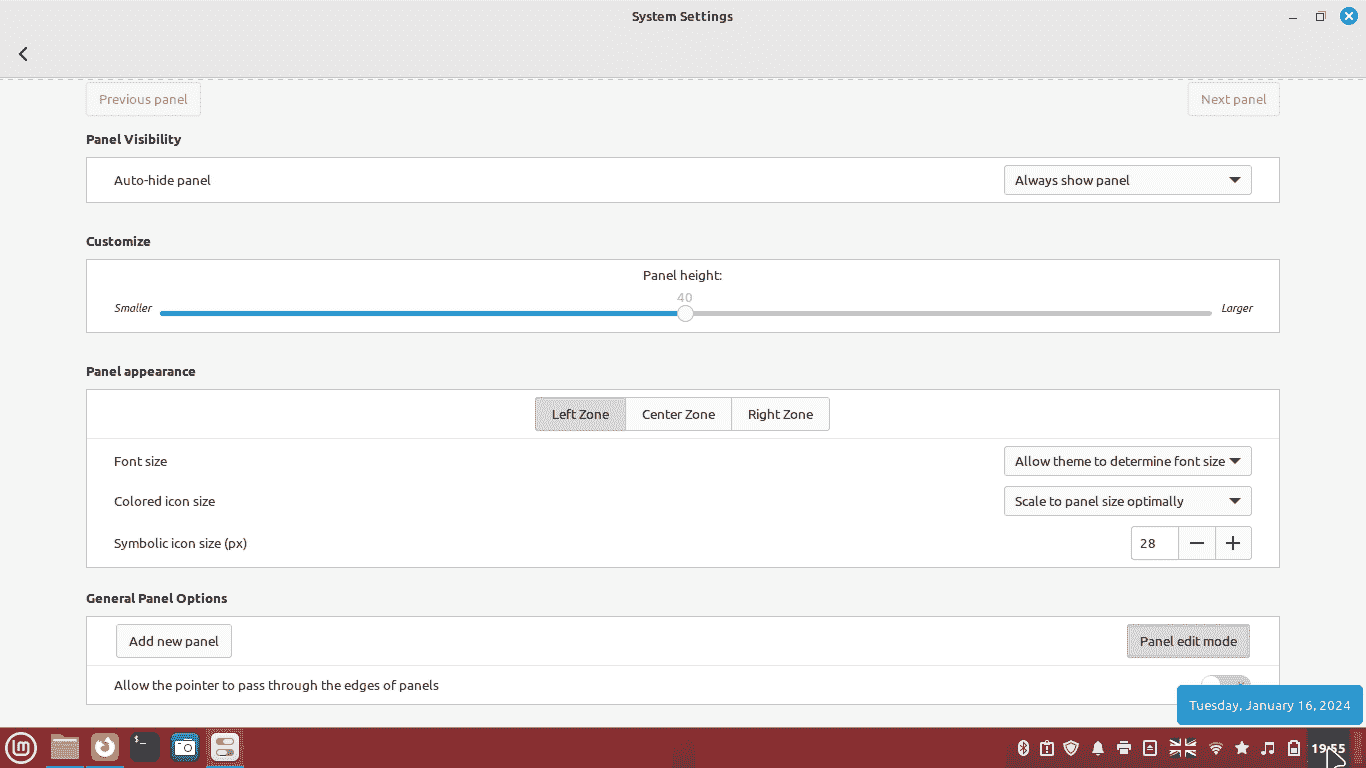 System Settings
Previous panel
Next panel
Panel Visibility
Auto-hide panel
Always show panel
Customize
Panel height:
40
Smaller
Larger
Panel appearance
Left Zone
Center Zone
Right Zone
Font size
Allow theme to determine font size
Colored icon size
Scale to panel size optimally
Symbolic icon size (px)
28
General Panel Options
Add new panel
Panel edit mode
Allow the pointer to pass through the edges of panels
Tuesday, January 16, 2024
$ _
19:55